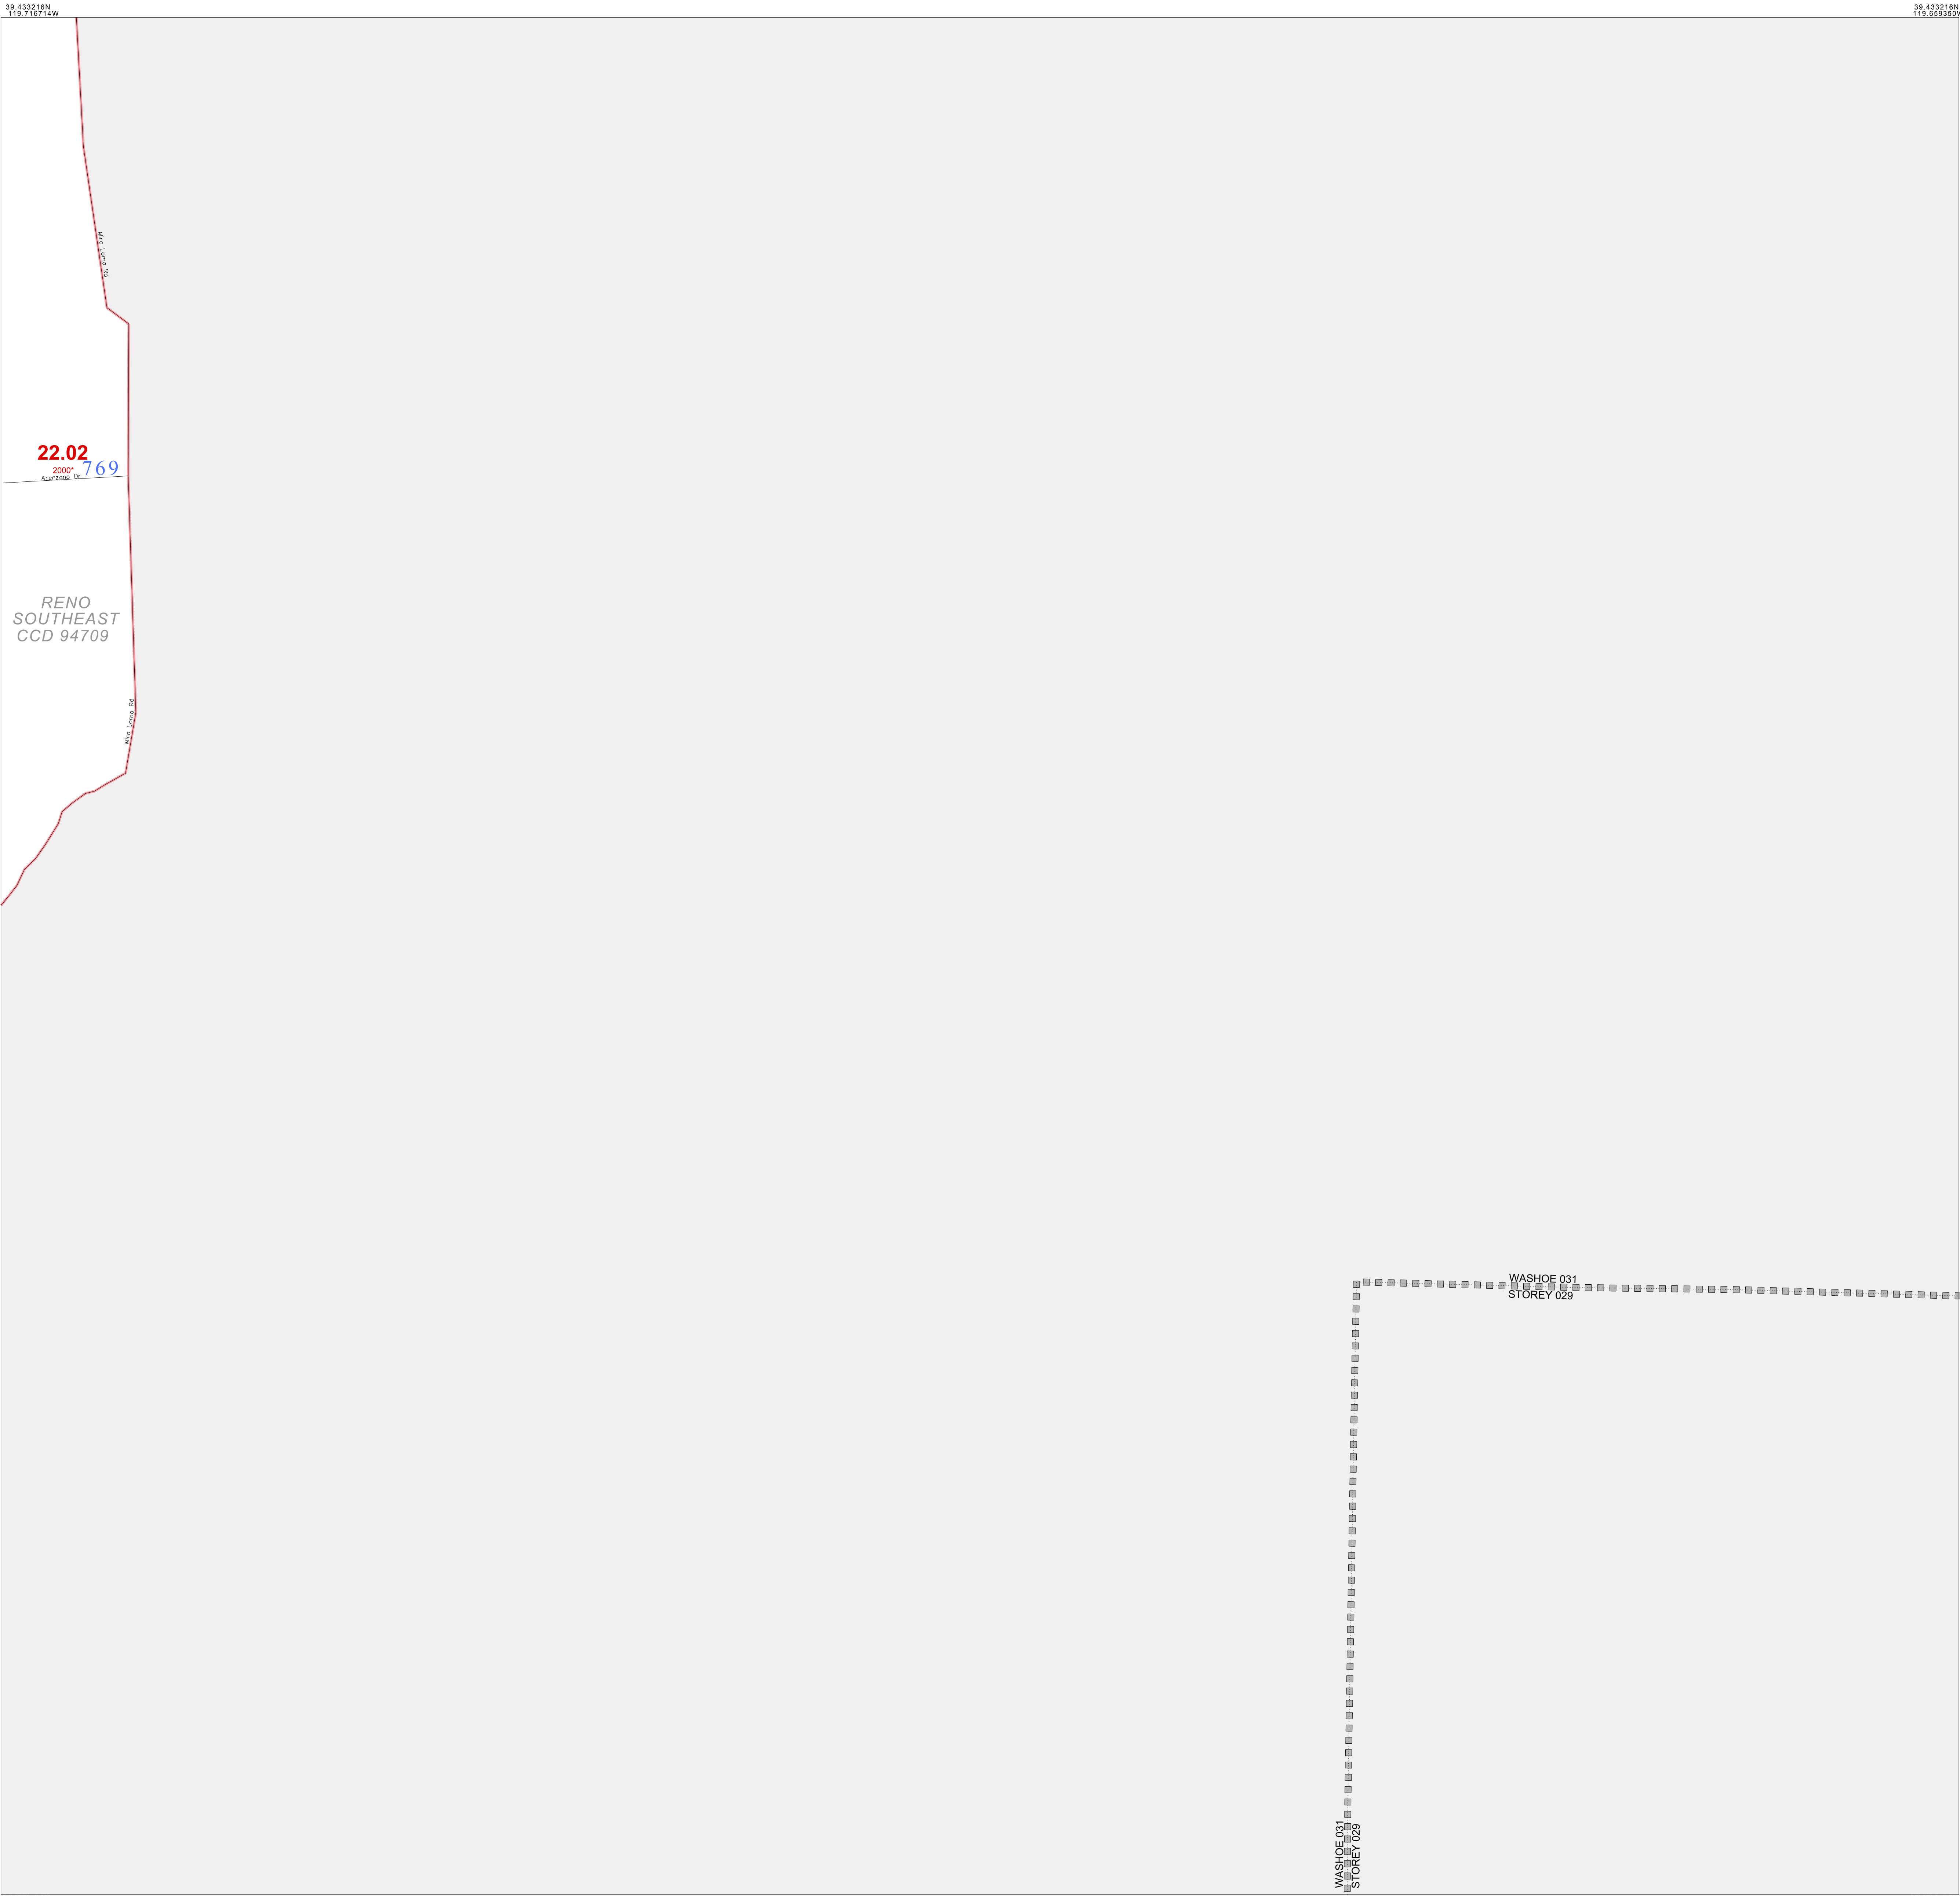 39.433216N
119.716714W
39.433216N
119.659350W
Mira Loma Rd
22.02
2000*
769
Arenzano Dr
RENO
SOUTHEAST
CCD 94709
Mira Loma Rd
WASHOE 031
STOREY 029
WASHOE 031
STOREY 029